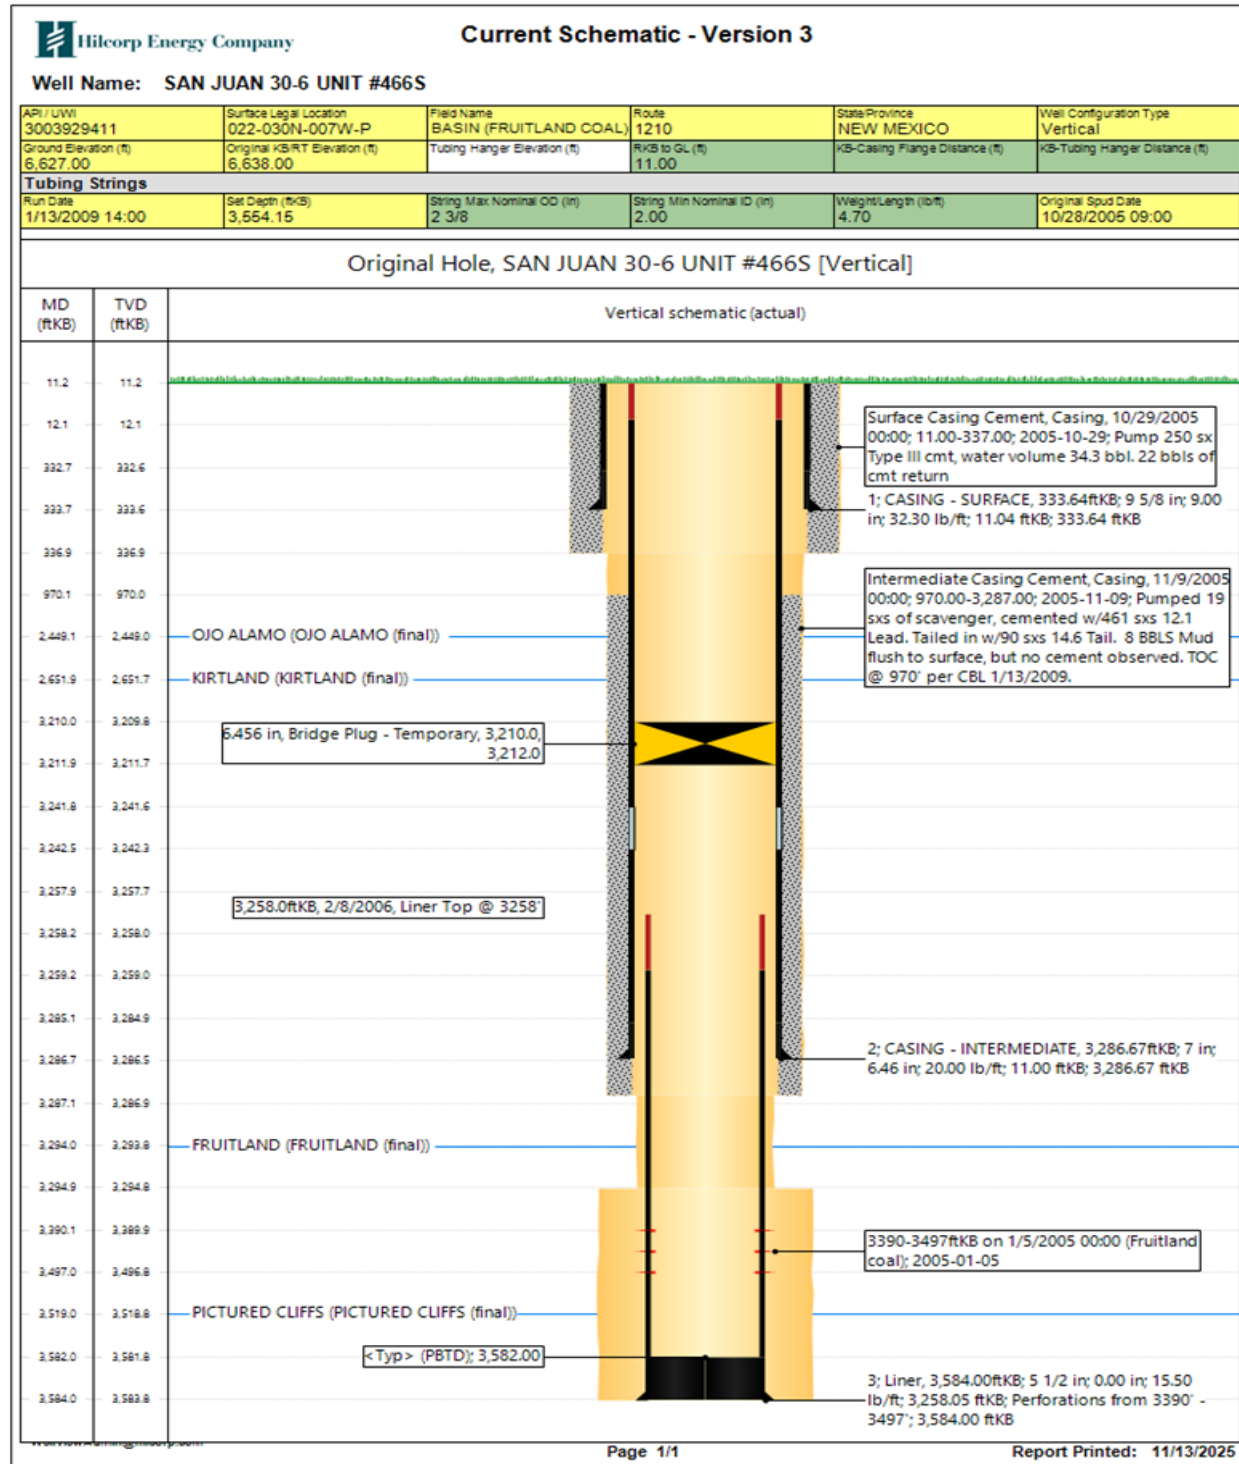 Hilcorp Energy Company
Current Schematic - Version 3
Well Name: SAN JUAN 30-6 UNIT #466S
API / UWI
3003929411
Surface Legal Location
022-030N-007W-P
Field Name
BASIN (FRUITLAND COAL)
Route
1210
State/Province
NEW MEXICO
Well Configuration Type
Vertical
Ground Elevation (ft)
6,627.00
Original KB/RT Elevation (ft)
6,638.00
Tubing Hanger Elevation (ft)
RKB to GL (ft)
11.00
KB-Casing Flange Distance (ft)
KB-Tubing Hanger Distance (ft)
Tubing Strings
Run Date
1/13/2009 14:00
Set Depth (ftKB)
3,554.15
String Max Nominal OD (in)
2 3/8
String Min Nominal ID (in)
2.00
Weight/Length (lb/ft)
4.70
Original Spud Date
10/28/2005 09:00
Original Hole, SAN JUAN 30-6 UNIT #466S [Vertical]
MD
(ftKB)
TVD
(ftKB)
Vertical schematic (actual)
11.2 11.2
12.1 12.1
332.7 332.6
333.7 333.6
336.9 336.9
970.1 970.0
2,449.1 2,449.0
2,651.9 2,651.7
3,210.0 3,209.8
3,211.9 3,211.7
3,241.8 3,241.6
3,242.5 3,242.3
3,257.9 3,257.7
3,258.2 3,258.0
3,259.2 3,259.0
3,285.1 3,284.9
3,286.7 3,286.5
3,287.1 3,286.9
3,294.0 3,293.8
3,294.9 3,294.8
3,390.1 3,389.9
3,497.0 3,496.8
3,519.0 3,518.8
3,582.0 3,581.8
3,584.0 3,583.8
Surface Casing Cement, Casing, 10/29/2005
00:00; 11.00-337.00; 2005-10-29; Pump 250 sx
Type III cmt, water volume 34.3 bbl. 22 bbls of
cmt return
1; CASING - SURFACE, 333.64ftKB; 9 5/8 in; 9.00
in; 32.30 lb/ft; 11.04 ftKB; 333.64 ftKB
Intermediate Casing Cement, Casing, 11/9/2005
00:00; 970.00-3,287.00; 2005-11-09; Pumped 19
sxs of scavenger, cemented w/461 sxs 12.1
Lead. Tailed in w/90 sxs 14.6 Tail. 8 BBLS Mud
flush to surface, but no cement observed. TOC
@ 970' per CBL 1/13/2009.
OJO ALAMO (OJO ALAMO (final))
KIRTLAND (KIRTLAND (final))
6.456 in, Bridge Plug - Temporary, 3,210.0,
3,212.0
3,258.0ftKB, 2/8/2006, Liner Top @ 3258'
2; CASING - INTERMEDIATE, 3,286.67ftKB; 7 in;
6.46 in; 20.00 lb/ft; 11.00 ftKB; 3,286.67 ftKB
FRUITLAND (FRUITLAND (final))
3390-3497ftKB on 1/5/2005 00:00 (Fruitland
coal); 2005-01-05
PICTURED CLIFFS (PICTURED CLIFFS (final))
<Typ> (PBTD); 3,582.00
3; Liner, 3,584.00ftKB; 5 1/2 in; 0.00 in; 15.50
lb/ft; 3,258.05 ftKB; Perforations from 3390' -
3497'; 3,584.00 ftKB
Page 1/1
Report Printed: 11/13/2025